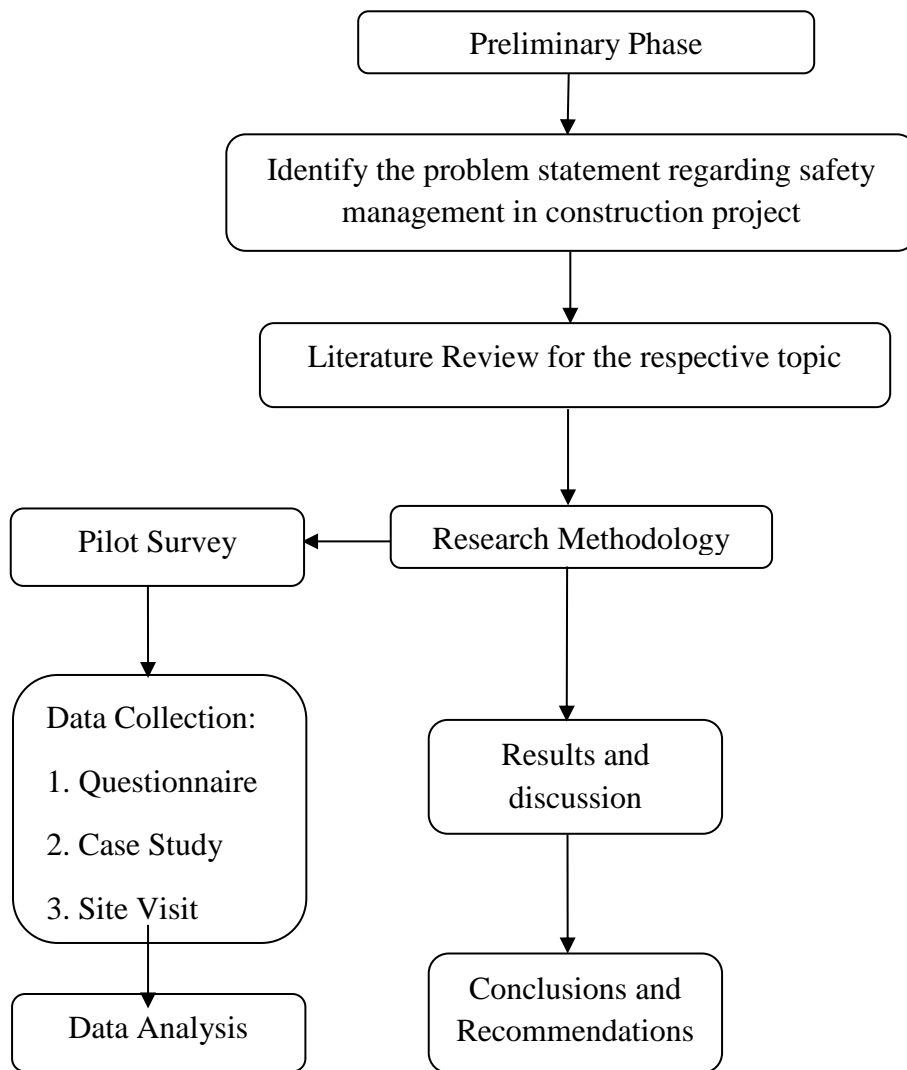 Preliminary Phase
Identify the problem statement regarding safety
management in construction project
Literature Review for the respective topic
Research Methodology
Pilot Survey
Data Collection:
1. Questionnaire
2. Case Study
3. Site Visit
Data Analysis
Results and
discussion
Conclusions and
Recommendations